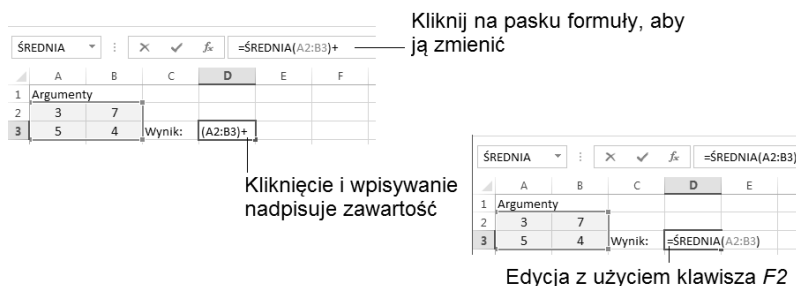 Kliknij na pasku formuły, aby
ją zmienić
ŚREDNIA fx =ŚREDNIA(A2:B3)+
A B C D E F
1 Argumenty
2 3 7
3 5 4 Wynik: (A2:B3)+
Kliknięcie i wpisywanie
nadpisuje zawartość
ŚREDNIA fx =ŚREDNIA(A2:B3)
A B C D E
1 Argumenty
2 3 7
3 5 4 Wynik: =ŚREDNIA(A2:B3)
Edycja z użyciem klawisza F2